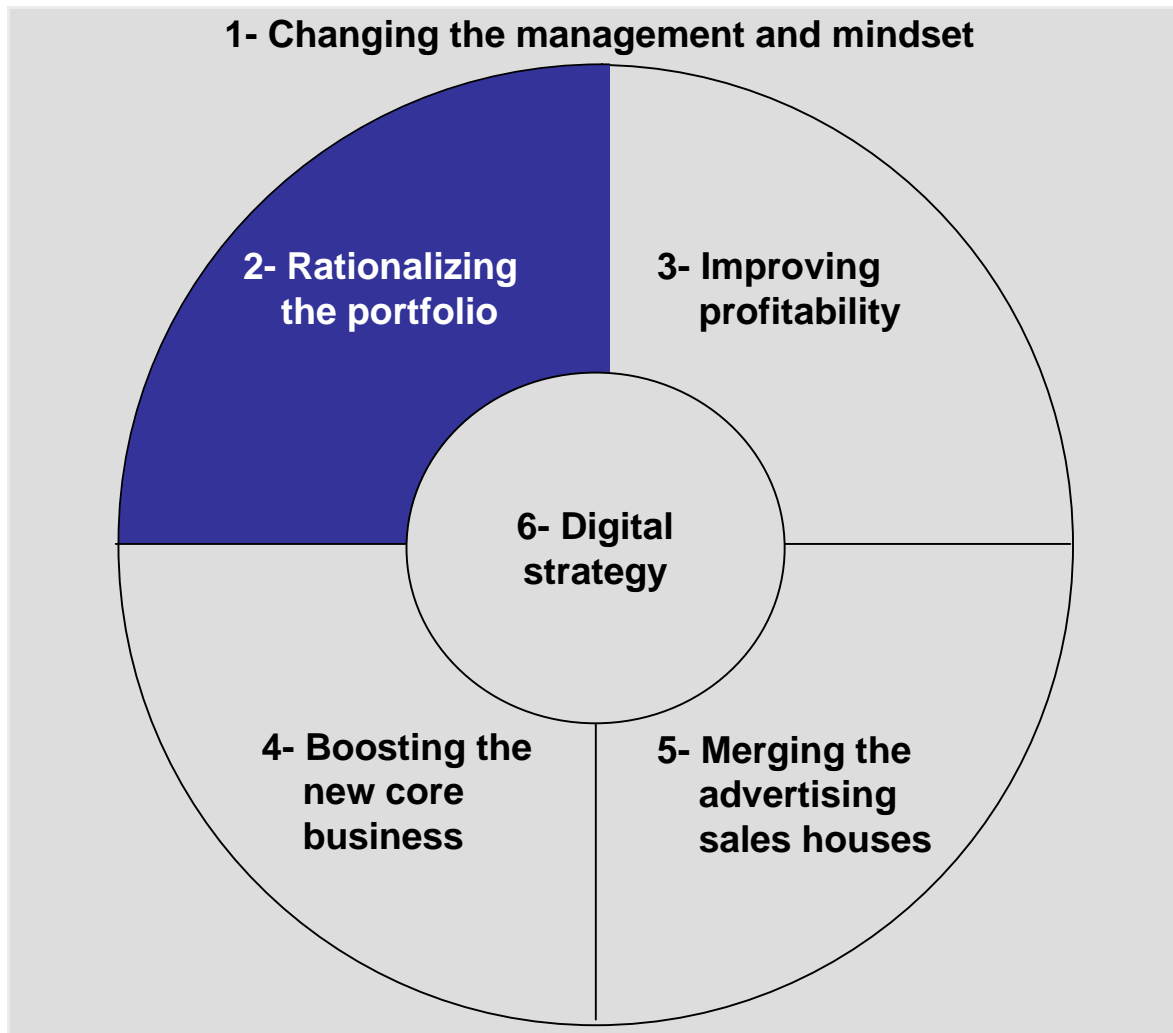 1- Changing the management and mindset
2- Rationalizing
the portfolio
3- Improving
profitability
6- Digital
strategy
4- Boosting the
new core
business
5- Merging the
advertising
sales houses